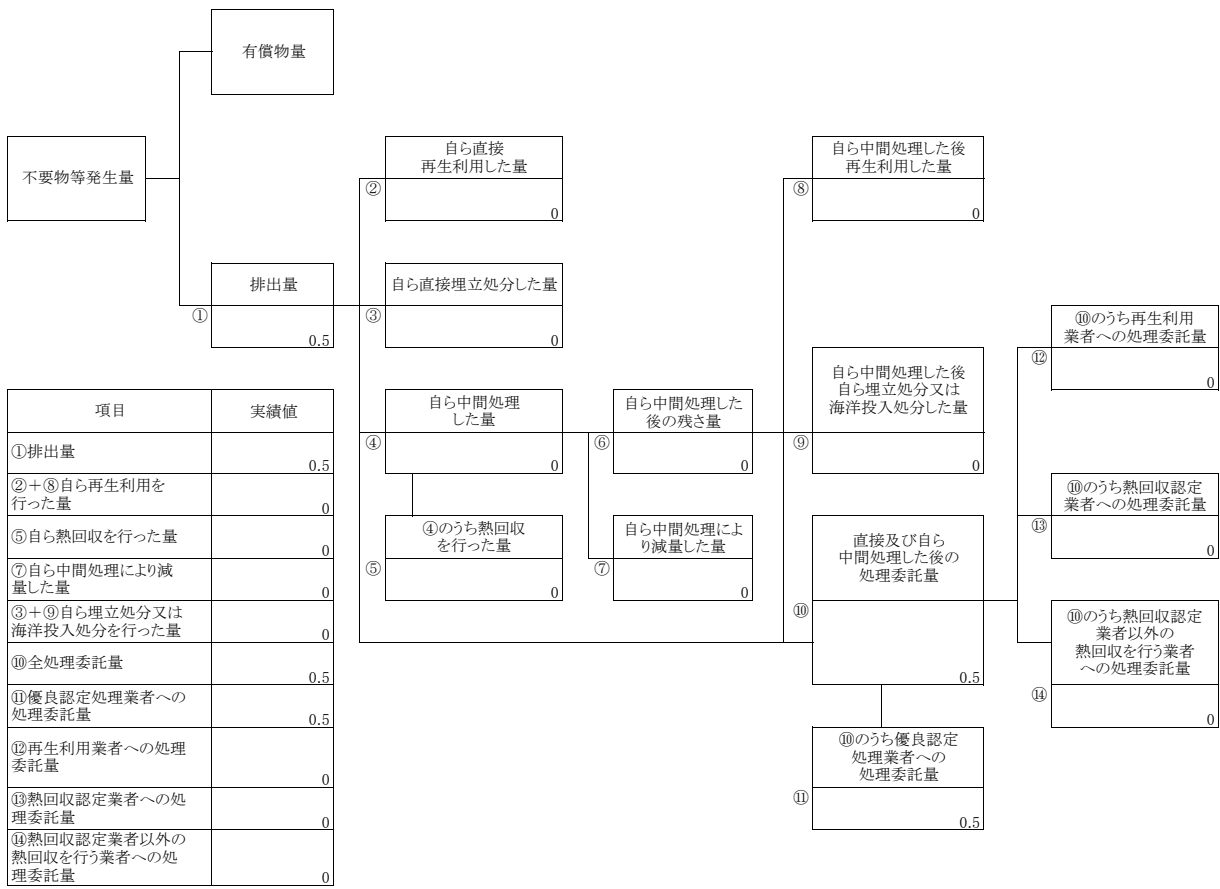 有償物量
不要物等発生量
自ら直接
再生利用した量
②
0
自ら中間処理した後
再生利用した量
⑧
0
排出量
①
0.5
自ら直接埋立処分した量
③
0
⑩のうち再生利用
業者への処理委託量
⑫
0
自ら中間処理
した量
④
0
自ら中間処理した
後の残さ量
⑥
0
自ら中間処理した後
自ら埋立処分又は
海洋投入処分した量
⑨
0
④のうち熱回収
を行った量
⑤
0
自ら中間処理によ
り減量した量
⑦
0
直接及び自ら
中間処理した後の
処理委託量
⑩
0.5
⑩のうち熱回収認定
業者への処理委託量
⑬
0
⑩のうち熱回収認定
業者以外の
熱回収を行う業者
への処理委託量
⑭
0
⑩のうち優良認定
処理業者への
処理委託量
⑪
0.5
項目 実績値
①排出量
0.5
②+⑧自ら再生利用を
行った量
0
⑤自ら熱回収を行った量
0
⑦自ら中間処理により減
量した量
0
③+⑨自ら埋立処分又は
海洋投入処分を行った量
0
⑩全処理委託量
0.5
⑪優良認定処理業者への
処理委託量
0.5
⑫再生利用業者への処理
委託量
0
⑬熱回収認定業者への処
理委託量
0
⑭熱回収認定業者以外の
熱回収を行う業者への処
理委託量
0